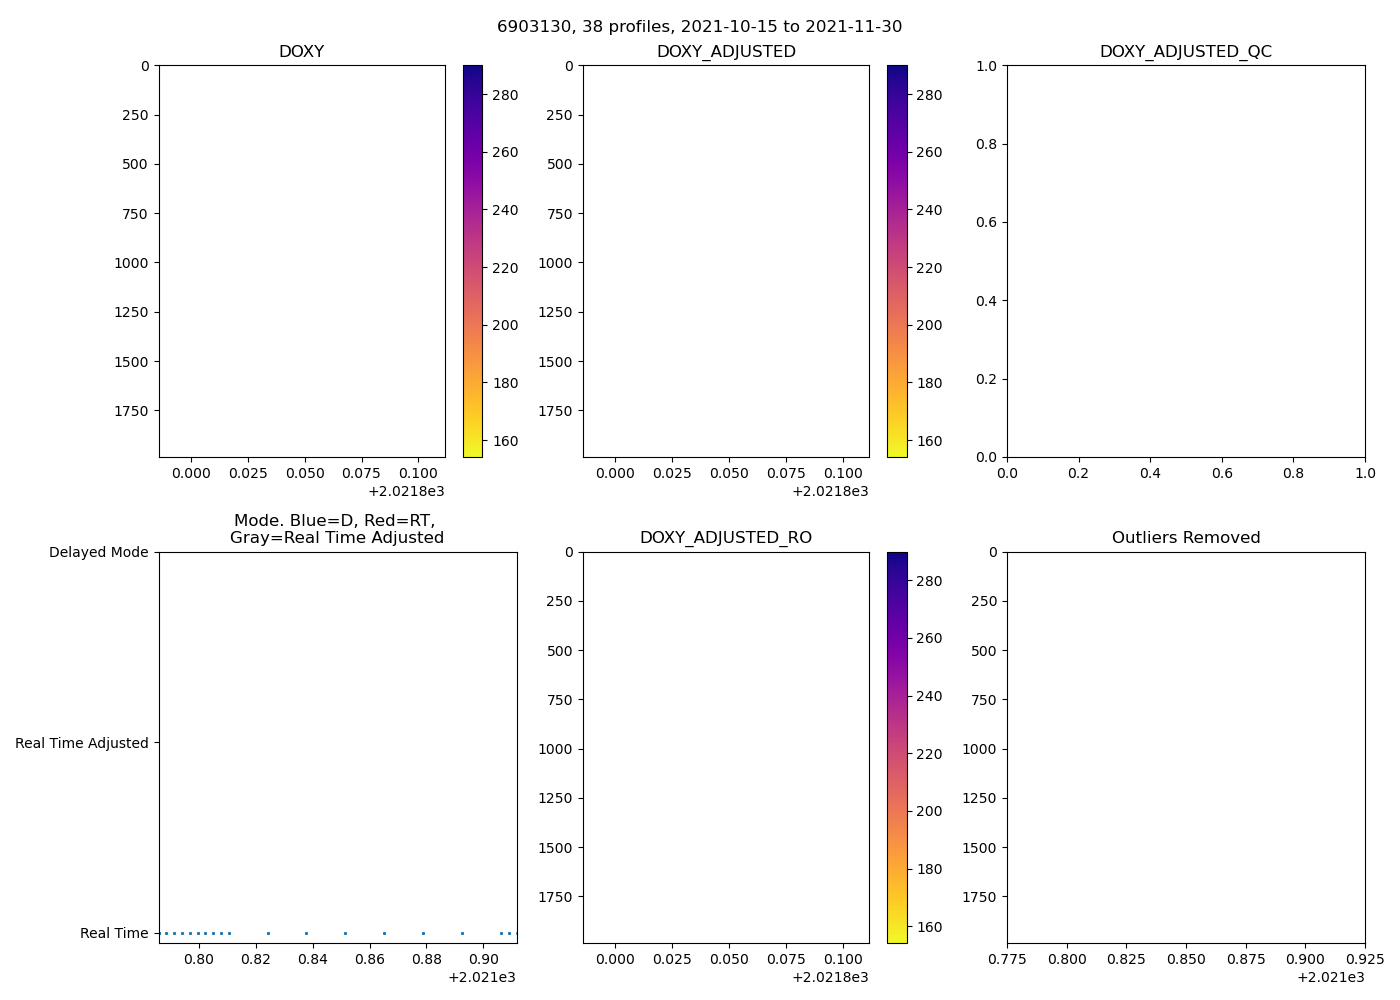 6903130, 38 profiles, 2021-10-15 to 2021-11-30
DOXY
0
250
500
750
1000
1250
1500
1750
0.000 0.025 0.050 0.075 0.100
+2.0218e3
280
260
240
220
200
180
160
DOXY_ADJUSTED
0
250
500
750
1000
1250
1500
1750
0.000 0.025 0.050 0.075 0.100
+2.0218e3
280
260
240
220
200
180
160
DOXY_ADJUSTED_QC
1.0
0.8
0.6
0.4
0.2
0.0
0.0 0.2 0.4 0.6 0.8 1.0
Mode. Blue=D, Red=RT,
Gray=Real Time Adjusted
Delayed Mode
Real Time Adjusted
Real Time
0.80 0.82 0.84 0.86 0.88 0.90
+2.021e3
DOXY_ADJUSTED_RO
0
250
500
750
1000
1250
1500
1750
0.000 0.025 0.050 0.075 0.100
+2.0218e3
280
260
240
220
200
180
160
Outliers Removed
0
250
500
750
1000
1250
1500
1750
0.775 0.800 0.825 0.850 0.875 0.900 0.925
+2.021e3